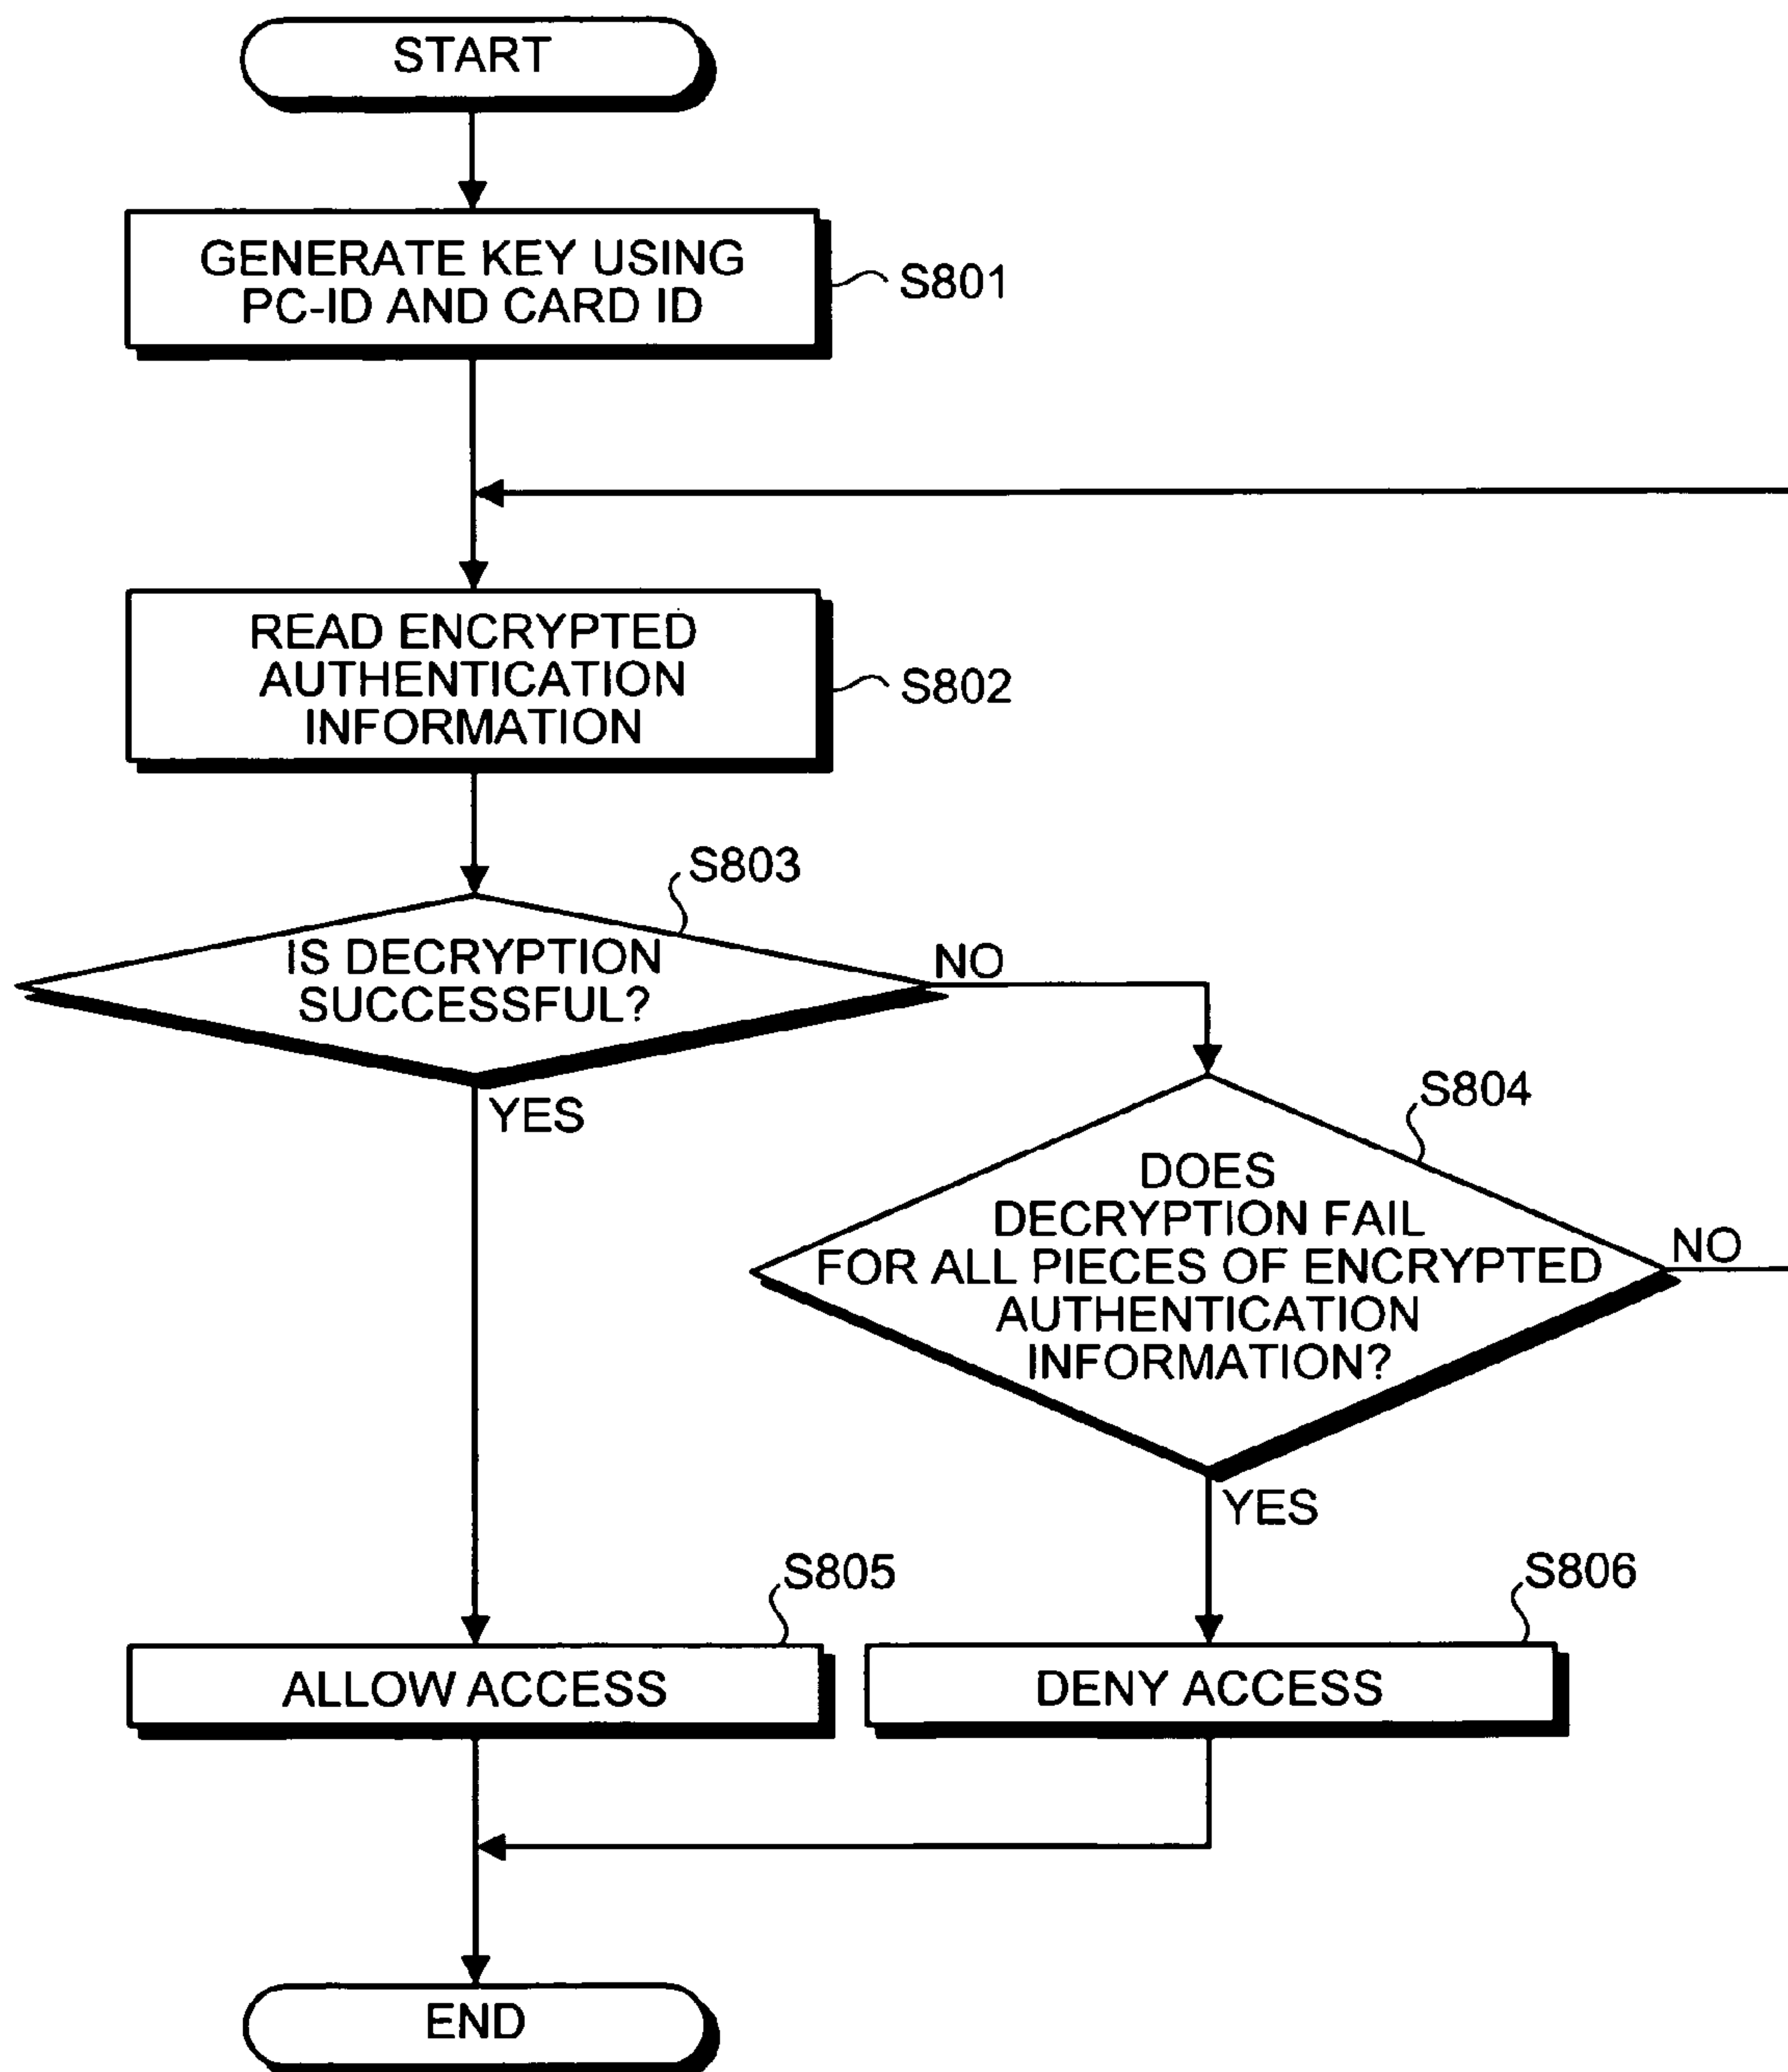 START
GENERATE KEY USING
PC-ID AND CARD ID
S801
READ ENCRYPTED
AUTHENTICATION
INFORMATION
S802
S803
IS DECRYPTION
SUCCESSFUL?
NO
YES
S804
DOES
DECRYPTION FAIL
FOR ALL PIECES OF ENCRYPTED
AUTHENTICATION
INFORMATION?
NO
YES
S805
ALLOW ACCESS
S806
DENY ACCESS
END